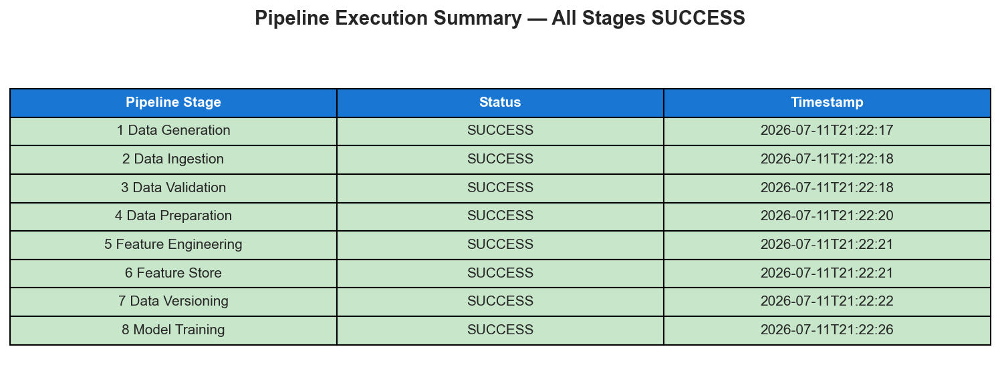 Pipeline Execution Summary — All Stages SUCCESS
Pipeline Stage Status Timestamp
1 Data Generation SUCCESS 2026-07-11T21:22:17
2 Data Ingestion SUCCESS 2026-07-11T21:22:18
3 Data Validation SUCCESS 2026-07-11T21:22:18
4 Data Preparation SUCCESS 2026-07-11T21:22:20
5 Feature Engineering SUCCESS 2026-07-11T21:22:21
6 Feature Store SUCCESS 2026-07-11T21:22:21
7 Data Versioning SUCCESS 2026-07-11T21:22:22
8 Model Training SUCCESS 2026-07-11T21:22:26